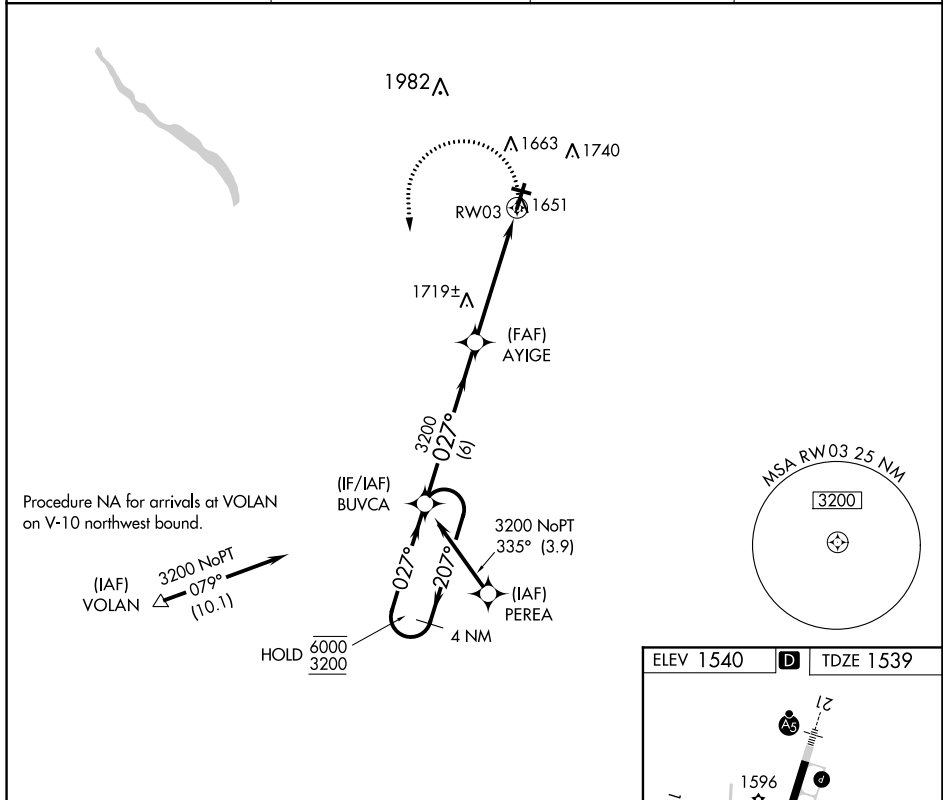 1982
1663
1740
RW03
1651
1719±
(FAF)
AYIGE
3200
027°
(6)
(IF/IAF)
BUVCA
MSA RW03 25 NM
3200
Procedure NA for arrivals at VOLAN
on V-10 northwest bound.
3200 NoPT
335° (3.9)
3200 NoPT
079°
(10.1)
(IAF)
VOLAN
027°
207°
(IAF)
PEREA
4 NM
HOLD 6000
3200
ELEV 1540 D TDZE 1539
21
A5
P
1596